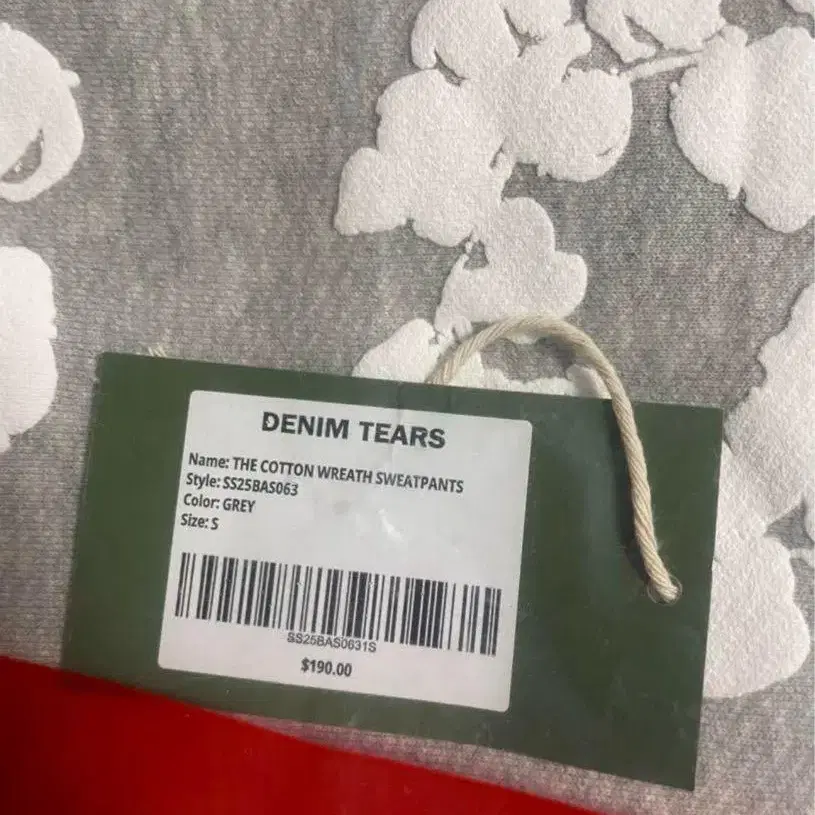 DENIM TEARS
Name: THE COTTON WREATH SWEATPANTS
Style: SS25BAS063
Color: GREY
Size: S
SS25BAS0631S
$190.00